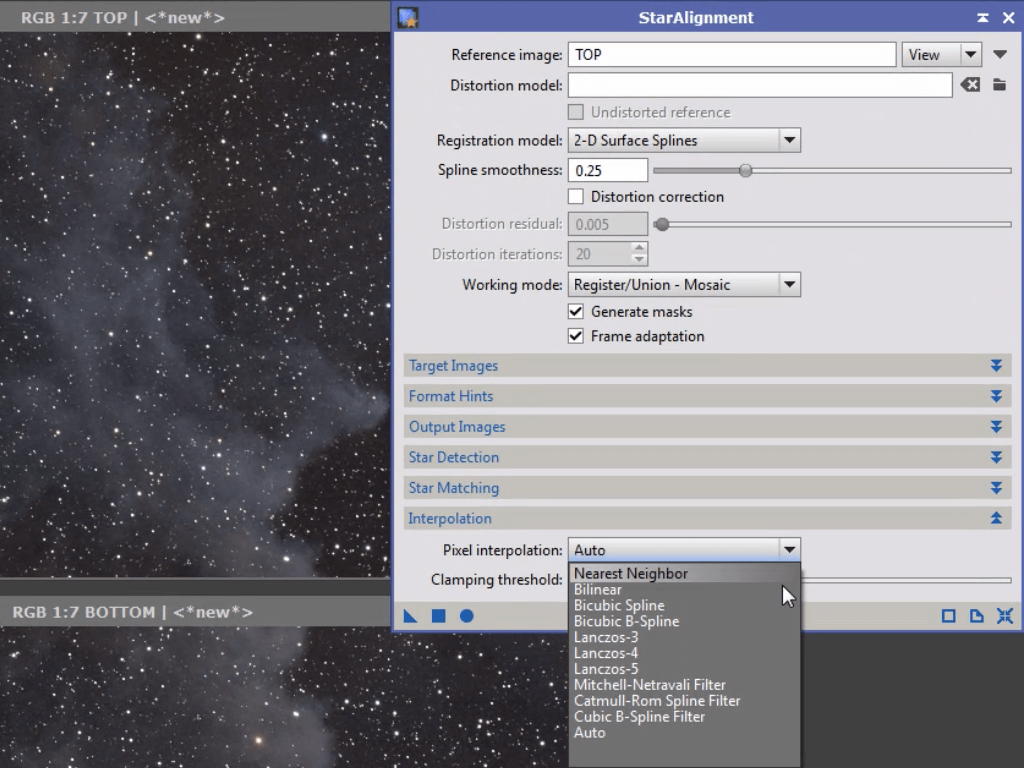 RGB 1:7 TOP | <*new*>
StarAlignment
Reference image: TOP View
Distortion model:
Undistorted reference
Registration model: 2-D Surface Splines
Spline smoothness: 0.25
Distortion correction
Distortion residual: 0.005
Distortion iterations: 20
Working mode: Register/Union - Mosaic
Generate masks
Frame adaptation
Target Images
Format Hints
Output Images
Star Detection
Star Matching
Interpolation
Pixel interpolation: Auto
Clamping threshold:
Nearest Neighbor
Bilinear
Bicubic Spline
Bicubic B-Spline
Lanczos-3
Lanczos-4
Lanczos-5
Mitchell-Netravali Filter
Catmull-Rom Spline Filter
Cubic B-Spline Filter
Auto
RGB 1:7 BOTTOM | <*new*>